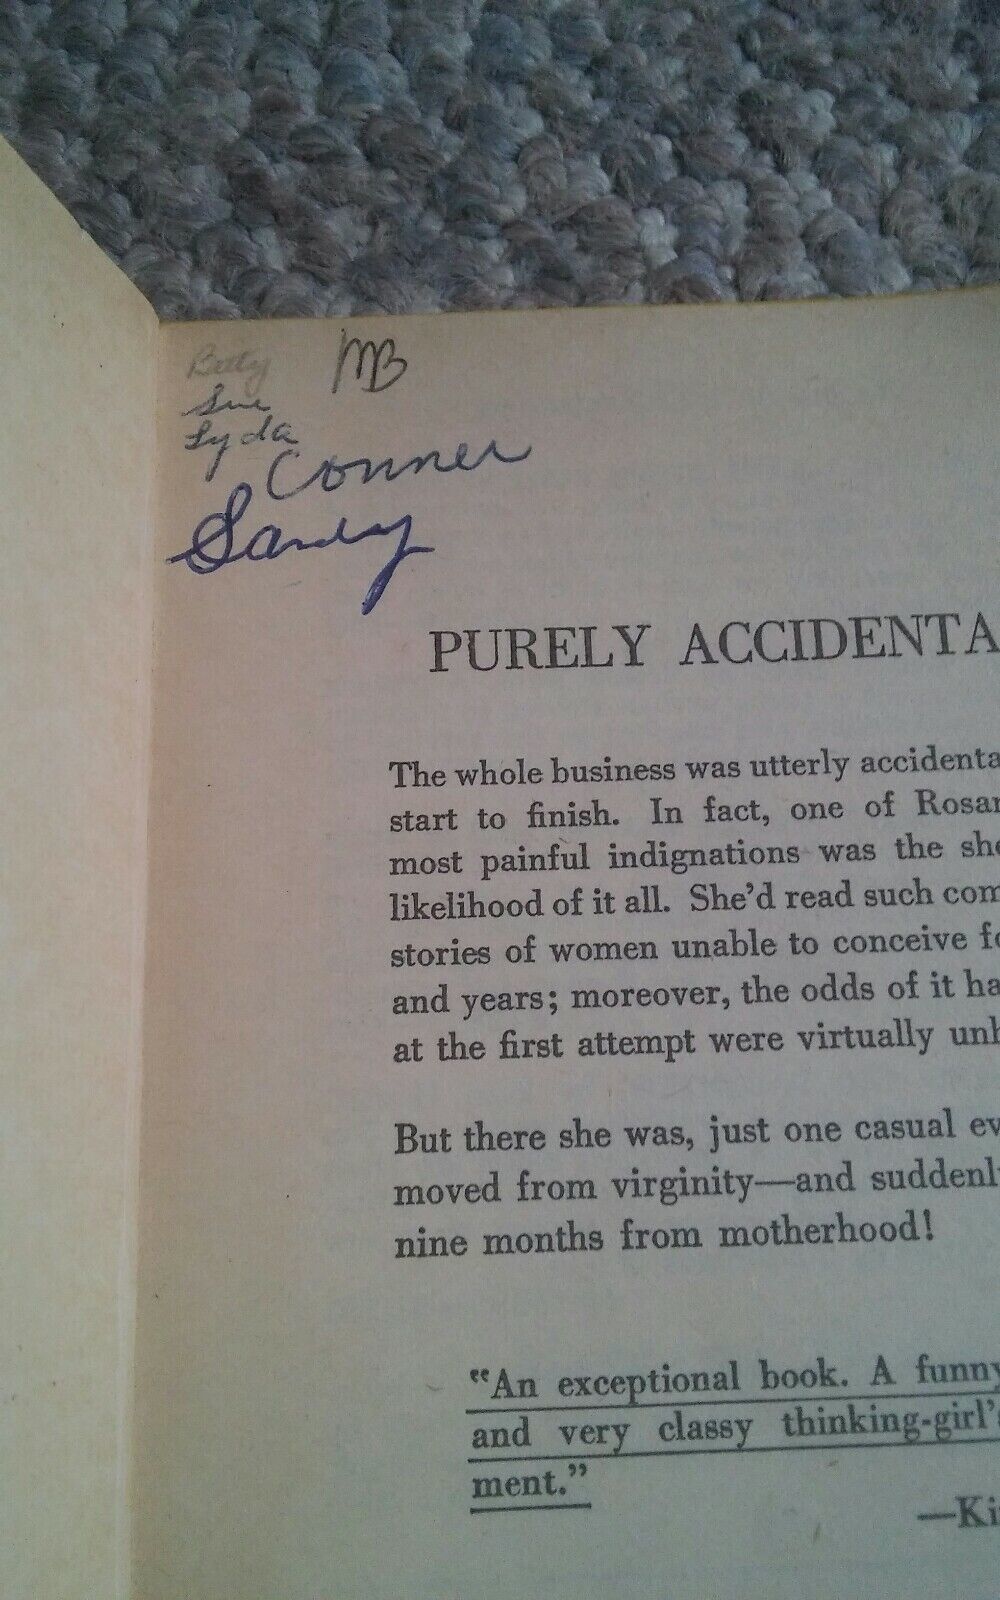 Betty MB
Sue
Lyda
Conner
Sandy
PURELY ACCIDENTA
The whole business was utterly accidenta
start to finish. In fact, one of Rosa
most painful indignations was the she
likelihood of it all. She'd read such com
stories of women unable to conceive fo
and years; moreover, the odds of it ha
at the first attempt were virtually unh
But there she was, just one casual ev
moved from virginity—and suddenly
nine months from motherhood!
"An exceptional book. A funny
and very classy thinking-girl's
ment."
—Ki